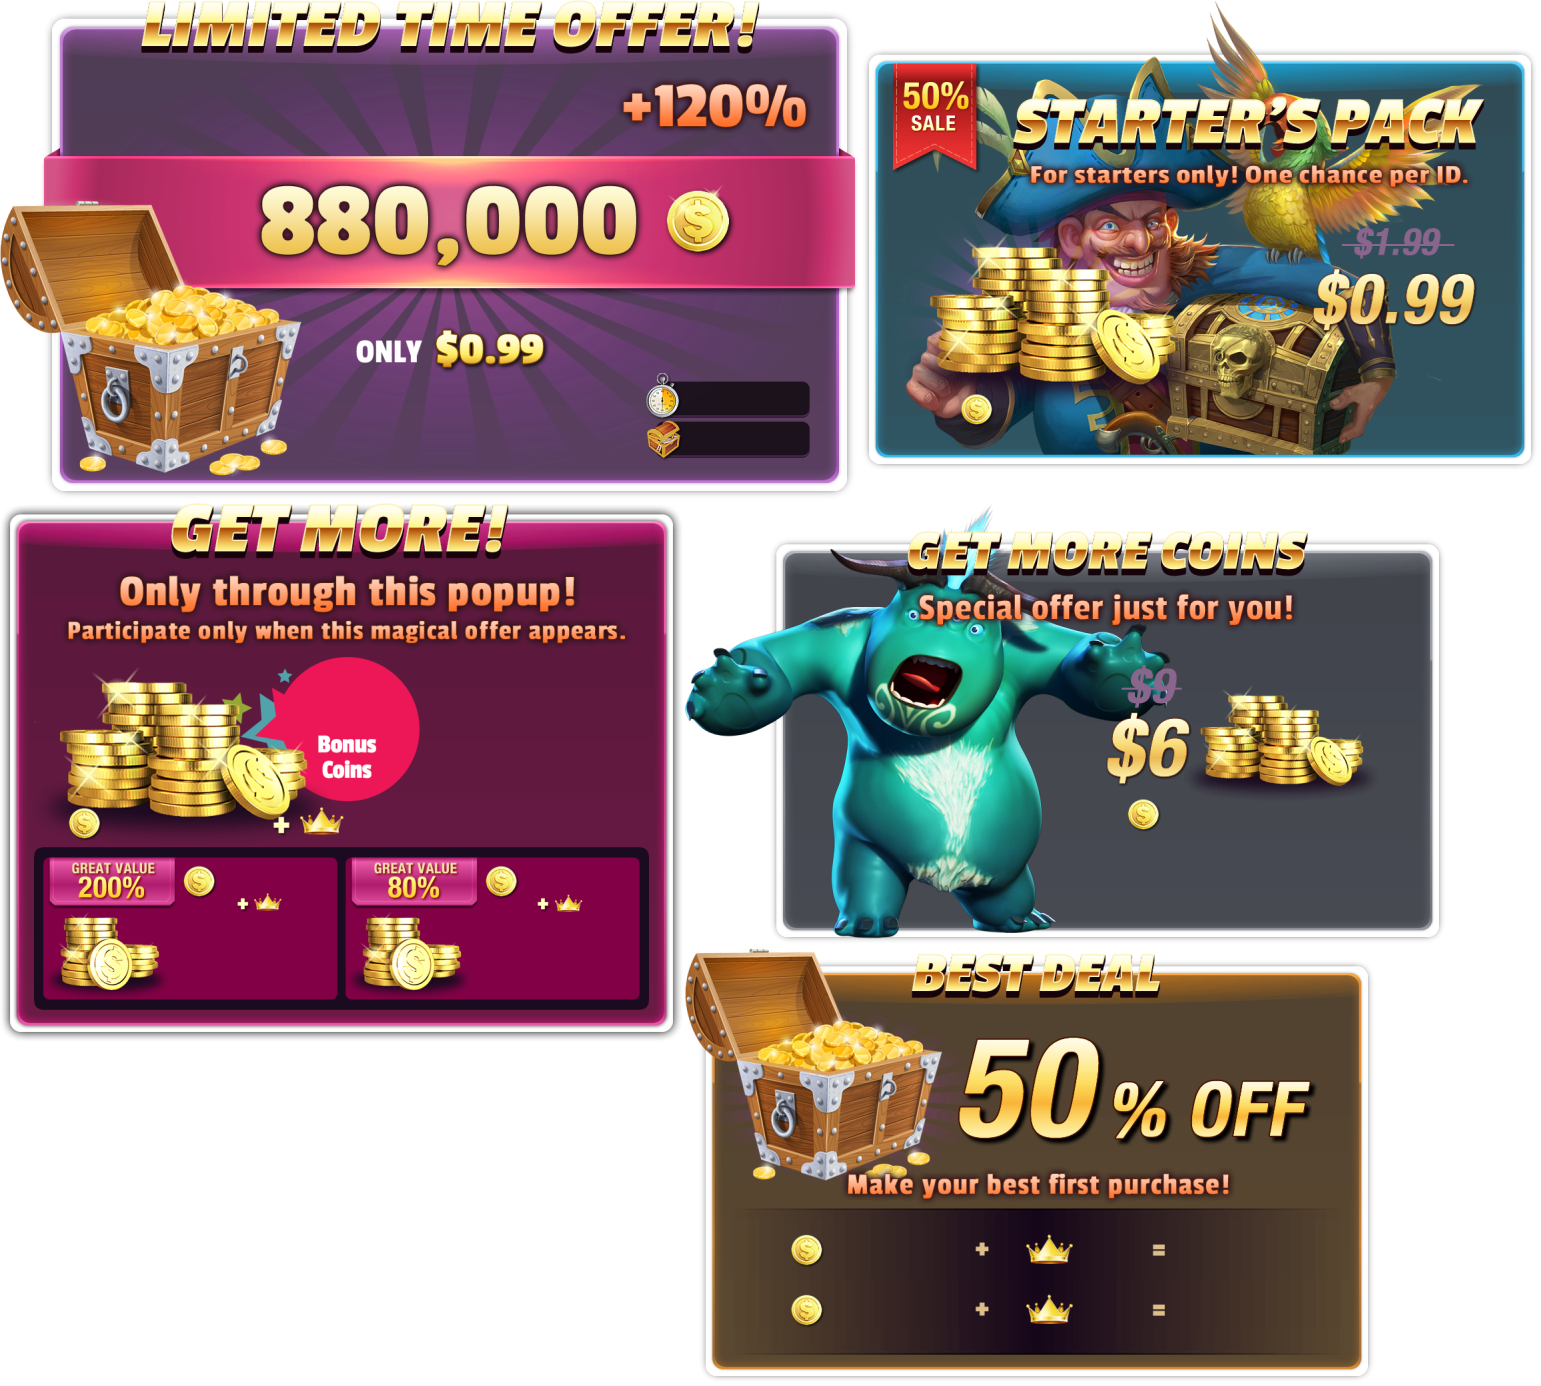 LIMITED TIME OFFER!
+120%
880,000
ONLY $0.99
50%
SALE
STARTER'S PACK
For starters only! One chance per ID.
$1.99
$0.99
GET MORE!
Only through this popup!
Participate only when this magical offer appears.
Bonus
Coins
+
GREAT VALUE
200%
+
GREAT VALUE
80%
+
GET MORE COINS
Special offer just for you!
$9
$6
BEST DEAL
50% OFF
Make your best first purchase!
+ =
+ =